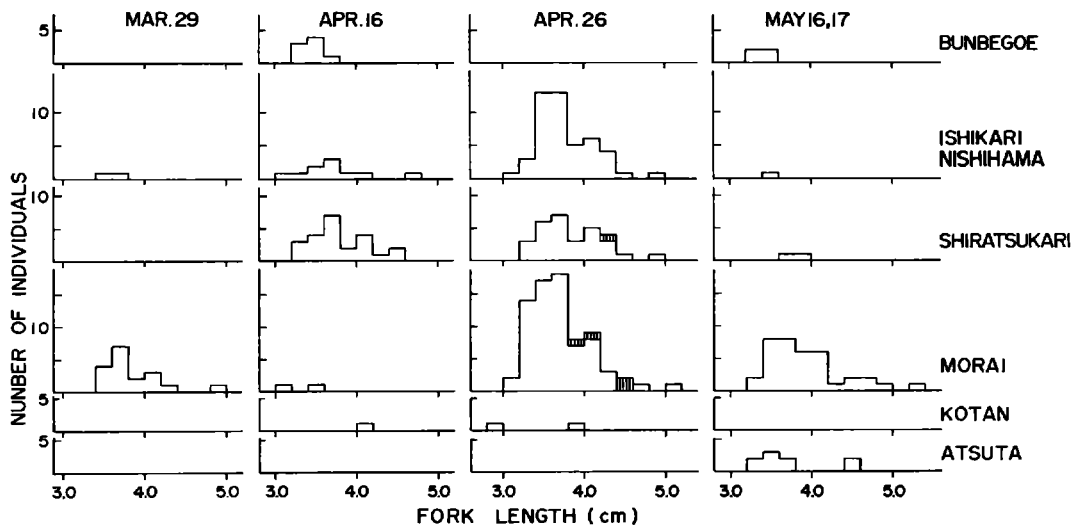 MAR. 29 APR. 16 APR. 26 MAY 16, 17
5 BUNBEGOE
10 ISHIKARI
NISHIHAMA
10 SHIRATSUKARI
10 MORAI
5 KOTAN
5 ATSUTA
3.0 4.0 5.0 3.0 4.0 5.0 3.0 4.0 5.0 3.0 4.0 5.0
FORK LENGTH (cm)
NUNBER OF INDIVIDUALS